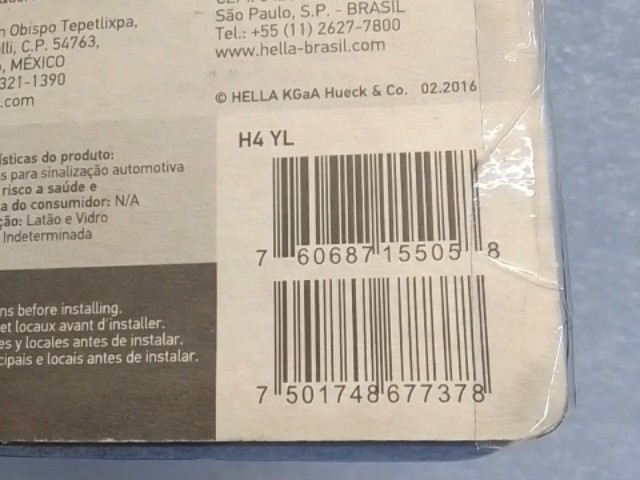 Obispo Tepetlixpa,
C.P. 54763,
MÉXICO
321-1390
.com
São Paulo, S.P. - BRASIL
Tel.: +55 (11) 2627-7800
www.hella-brasil.com
© HELLA KGaA Hueck & Co. 02.2016
ísticas do produto:
s para sinalização automotiva
risco a saúde e
a do consumidor: N/A
ção: Latão e Vidro
Indeterminada
ns before installing.
et locaux avant d'installer.
es y locales antes de instalar.
cipais e locais antes de instalar.
H4 YL
7 60687 15505 8
7 501748 677378